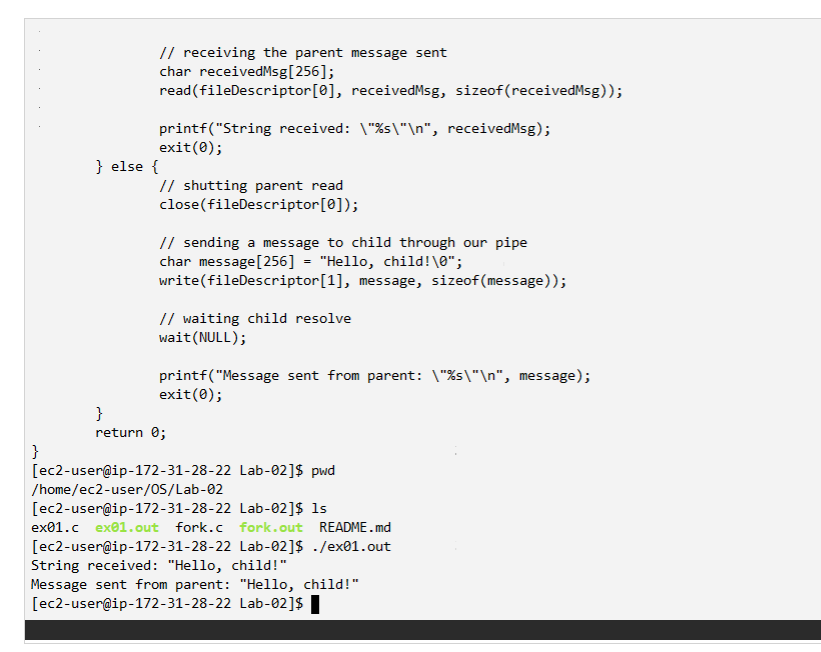 // receiving the parent message sent
char receivedMsg[256];
read(fileDescriptor[0], receivedMsg, sizeof(receivedMsg));
printf("String received: \"%s\"\n", receivedMsg);
exit(0);
} else {
// shutting parent read
close(fileDescriptor[0]);
// sending a message to child through our pipe
char message[256] = "Hello, child!\0";
write(fileDescriptor[1], message, sizeof(message));
// waiting child resolve
wait(NULL);
printf("Message sent from parent: \"%s\"\n", message);
exit(0);
}
return 0;
}
[ec2-user@ip-172-31-28-22 Lab-02]$ pwd
/home/ec2-user/OS/Lab-02
[ec2-user@ip-172-31-28-22 Lab-02]$ ls
ex01.c ex01.out fork.c fork.out README.md
[ec2-user@ip-172-31-28-22 Lab-02]$ ./ex01.out
String received: "Hello, child!"
Message sent from parent: "Hello, child!"
[ec2-user@ip-172-31-28-22 Lab-02]$